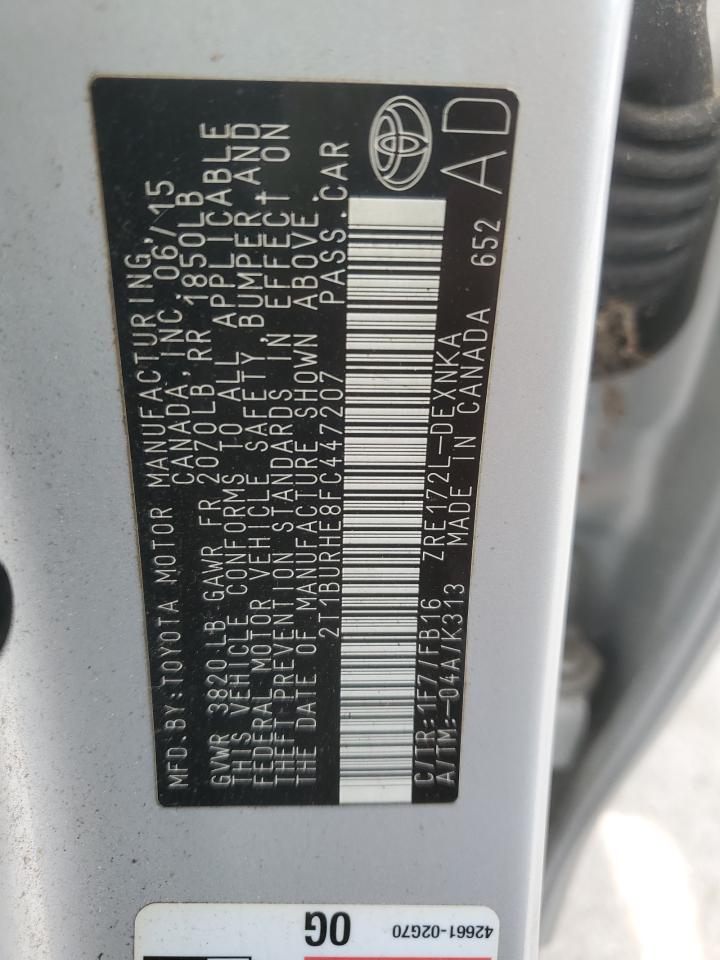 MFD.BY:TOYOTA MOTOR MANUFACTURING,
CANADA,INC. 06/15
GVWR 3820 LB GAWR FR 2070LB,RR 1850LB
THIS VEHICLE CONFORMS TO ALL APPLICABLE
FEDERAL MOTOR VEHICLE SAFETY, BUMPER,AND
THEFT PREVENTION STANDARDS IN EFFECT ON
THE DATE OF MANUFACTURE SHOWN ABOVE.
2T1BURHE8FC447207 PASS.CAR
C/TR:1F7/FB16 ZRE172L-DEXNKA
A/TM:-04A/K313 MADE IN CANADA 652
AD
0G
42661-02G70